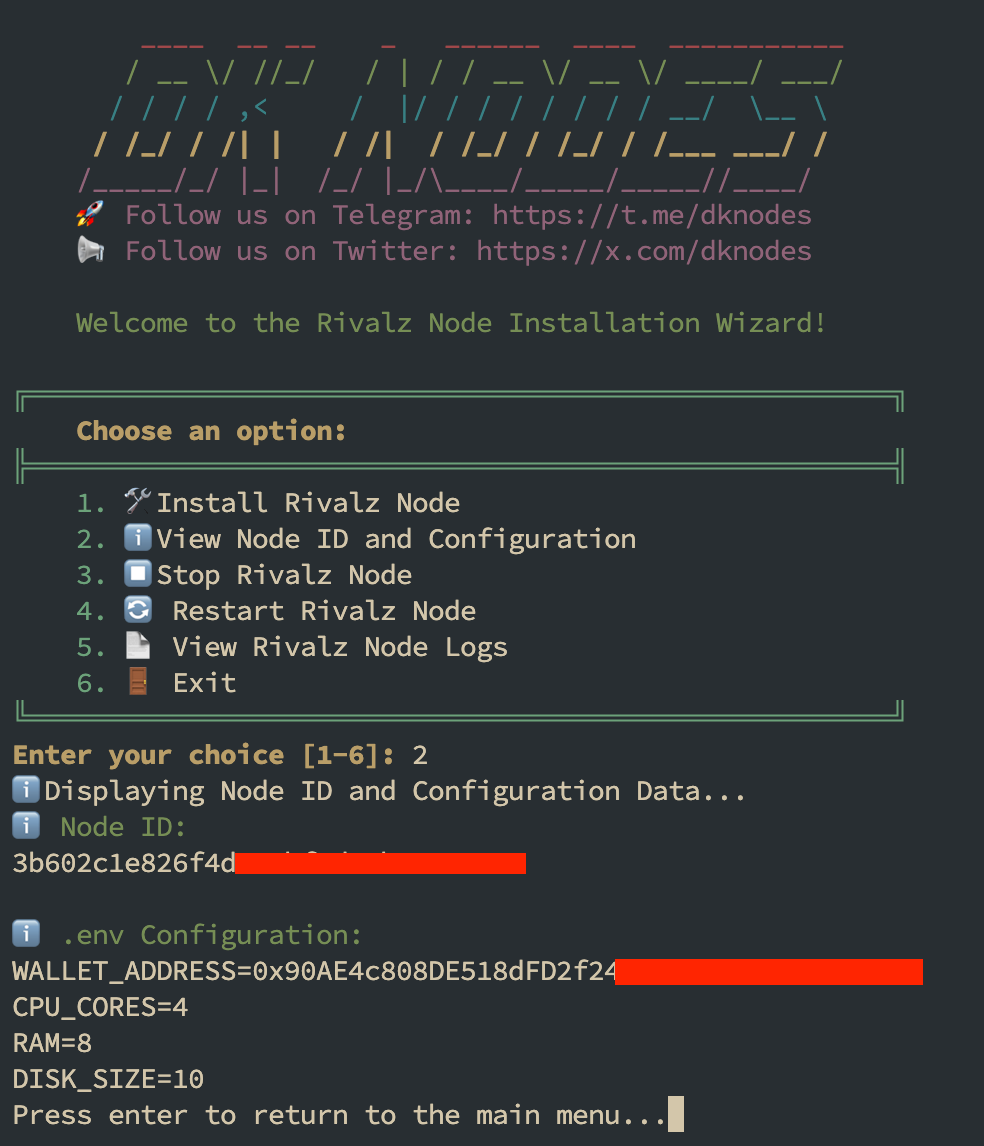 DK NODES
🚀 Follow us on Telegram: https://t.me/dknodes
📢 Follow us on Twitter: https://x.com/dknodes
Welcome to the Rivalz Node Installation Wizard!
Choose an option:
1. 🛠️Install Rivalz Node
2. ℹ️View Node ID and Configuration
3. ⏹️Stop Rivalz Node
4. 🔄 Restart Rivalz Node
5. 📄 View Rivalz Node Logs
6. 🚪 Exit
Enter your choice [1-6]: 2
ℹ️Displaying Node ID and Configuration Data...
ℹ️ Node ID:
3b602c1e826f4d
ℹ️ .env Configuration:
WALLET_ADDRESS=0x90AE4c808DE518dFD2f24
CPU_CORES=4
RAM=8
DISK_SIZE=10
Press enter to return to the main menu...